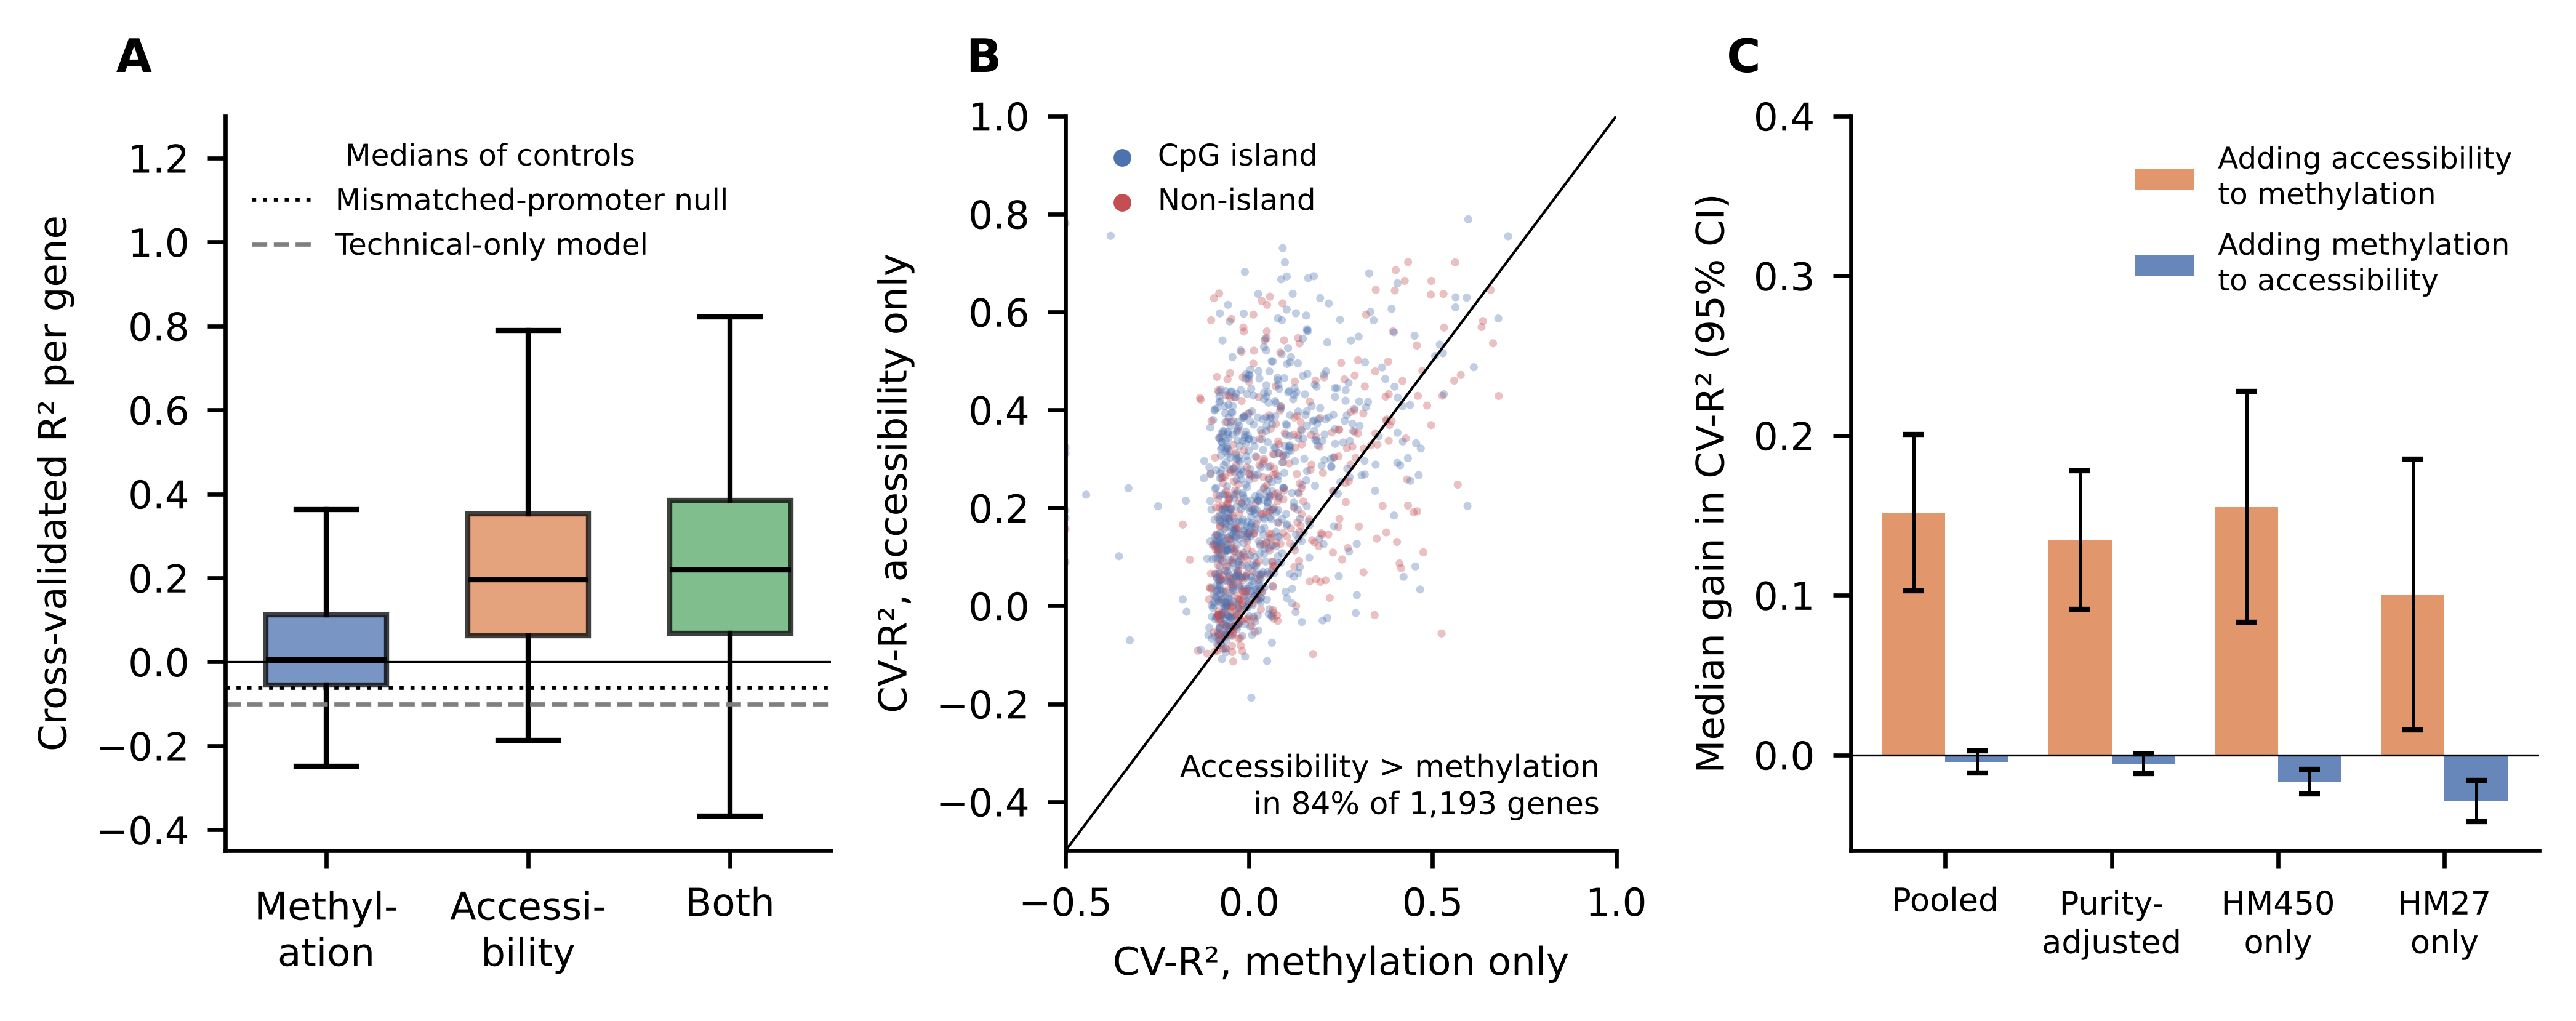 A
Cross-validated R² per gene
1.2
1.0
0.8
0.6
0.4
0.2
0.0
−0.2
−0.4
Medians of controls
Mismatched-promoter null
Technical-only model
Methyl-
ation
Accessi-
bility
Both
B
CV-R², accessibility only
1.0
0.8
0.6
0.4
0.2
0.0
−0.2
−0.4
CpG island
Non-island
Accessibility > methylation
in 84% of 1,193 genes
−0.5
0.0
0.5
1.0
CV-R², methylation only
C
Median gain in CV-R² (95% CI)
0.4
0.3
0.2
0.1
0.0
Adding accessibility
to methylation
Adding methylation
to accessibility
Pooled
Purity-
adjusted
HM450
only
HM27
only